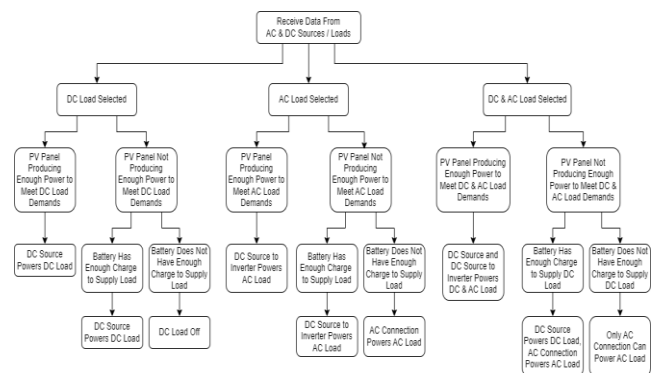 Receive Data From
AC & DC Sources / Loads
DC Load Selected
AC Load Selected
DC & AC Load Selected
PV Panel
Producing
Enough Power to
Meet DC Load
Demands
PV Panel Not
Producing
Enough Power to
Meet DC Load
Demands
PV Panel
Producing
Enough Power to
Meet AC Load
Demands
PV Panel Not
Producing
Enough Power to
Meet AC Load
Demands
PV Panel Producing
Enough Power to
Meet DC & AC Load
Demands
PV Panel Not
Producing Enough
Power to Meet DC &
AC Load Demands
DC Source
Powers DC Load
Battery Has
Enough Charge
to Supply Load
Battery Does Not
Have Enough
Charge to Supply
Load
DC Source to
Inverter Powers
AC Load
Battery Has
Enough Charge
to Supply Load
Battery Does Not
Have Enough
Charge to Supply
Load
DC Source and
DC Source to
Inverter Powers
DC & AC Load
Battery Has
Enough Charge
to Supply DC
Load
Battery Does Not
Have Enough
Charge to Supply
DC Load
DC Source
Powers DC Load
DC Load Off
DC Source to
Inverter Powers
AC Load
AC Connection
Powers AC Load
DC Source
Powers DC Load,
AC Connection
Powers AC Load
Only AC
Connection Can
Power AC Load